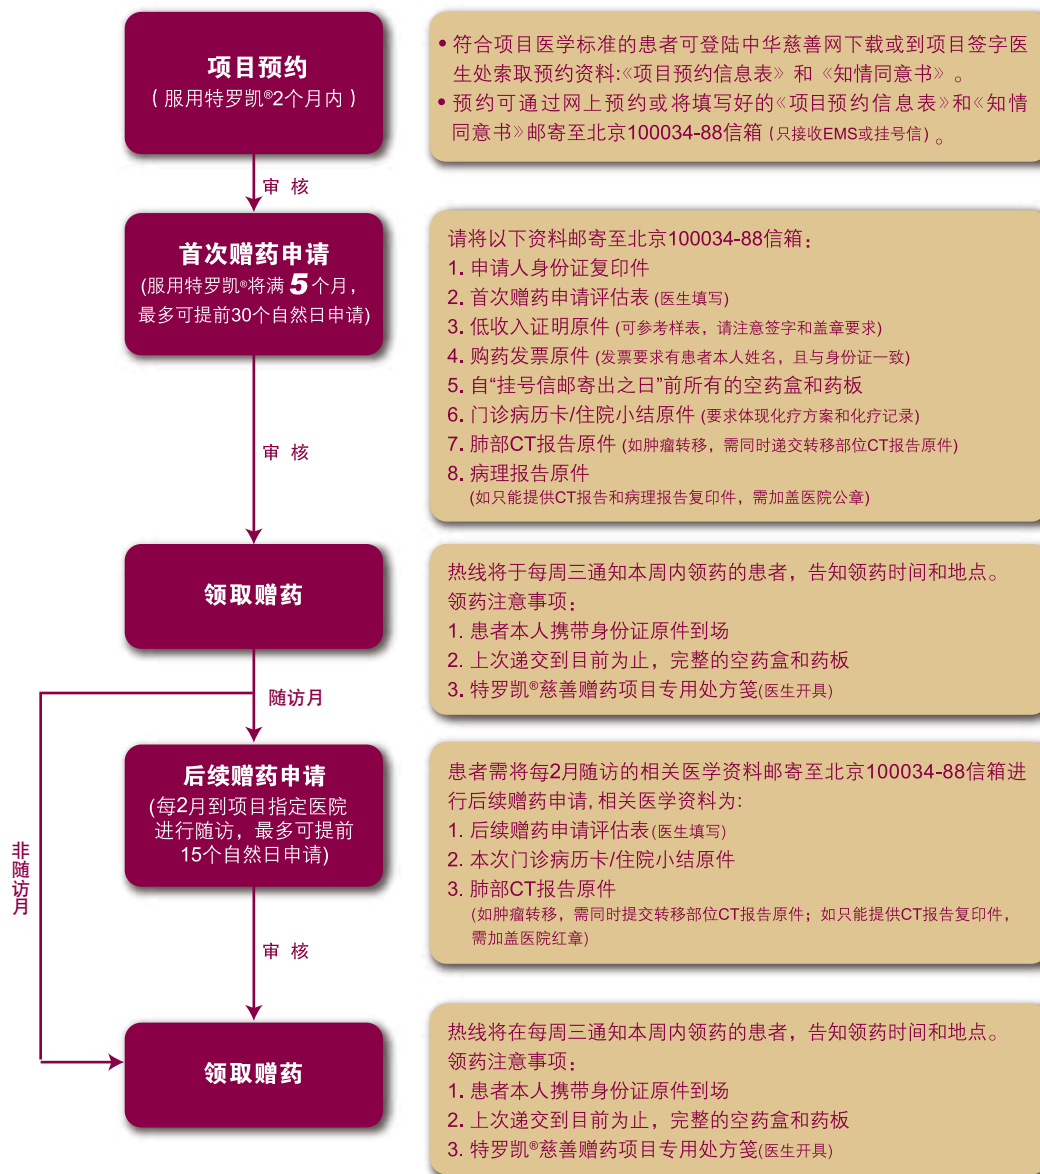 项目预约
（服用特罗凯®2个月内）
• 符合项目医学标准的患者可登陆中华慈善网下载或到项目签字医
生处索取预约资料:《项目预约信息表》和《知情同意书》。
• 预约可通过网上预约或将填写好的《项目预约信息表》和《知情
同意书》邮寄至北京100034-88信箱（只接收EMS或挂号信）。
审 核
首次赠药申请
(服用特罗凯®将满 5 个月，
最多可提前30个自然日申请)
请将以下资料邮寄至北京100034-88信箱：
1. 申请人身份证复印件
2. 首次赠药申请评估表 (医生填写)
3. 低收入证明原件 (可参考样表，请注意签字和盖章要求)
4. 购药发票原件 (发票要求有患者本人姓名，且与身份证一致)
5. 自“挂号信邮寄出之日”前所有的空药盒和药板
6. 门诊病历卡/住院小结原件 (要求体现化疗方案和化疗记录)
7. 肺部CT报告原件 (如肿瘤转移，需同时递交转移部位CT报告原件)
8. 病理报告原件
(如只能提供CT报告和病理报告复印件，需加盖医院公章)
审 核
领取赠药
热线将于每周三通知本周内领药的患者，告知领药时间和地点。
领药注意事项：
1. 患者本人携带身份证原件到场
2. 上次递交到目前为止，完整的空药盒和药板
3. 特罗凯®慈善赠药项目专用处方笺(医生开具)
随访月
非随访月
后续赠药申请
(每2月到项目指定医院
进行随访，最多可提前
15个自然日申请)
患者需将每2月随访的相关医学资料邮寄至北京100034-88信箱进
行后续赠药申请,相关医学资料为:
1. 后续赠药申请评估表(医生填写)
2. 本次门诊病历卡/住院小结原件
3. 肺部CT报告原件
(如肿瘤转移，需同时提交转移部位CT报告原件；如只能提供CT报告复印件，
需加盖医院红章)
审 核
领取赠药
热线将在每周三通知本周内领药的患者，告知领药时间和地点。
领药注意事项：
1. 患者本人携带身份证原件到场
2. 上次递交到目前为止，完整的空药盒和药板
3. 特罗凯®慈善赠药项目专用处方笺(医生开具)